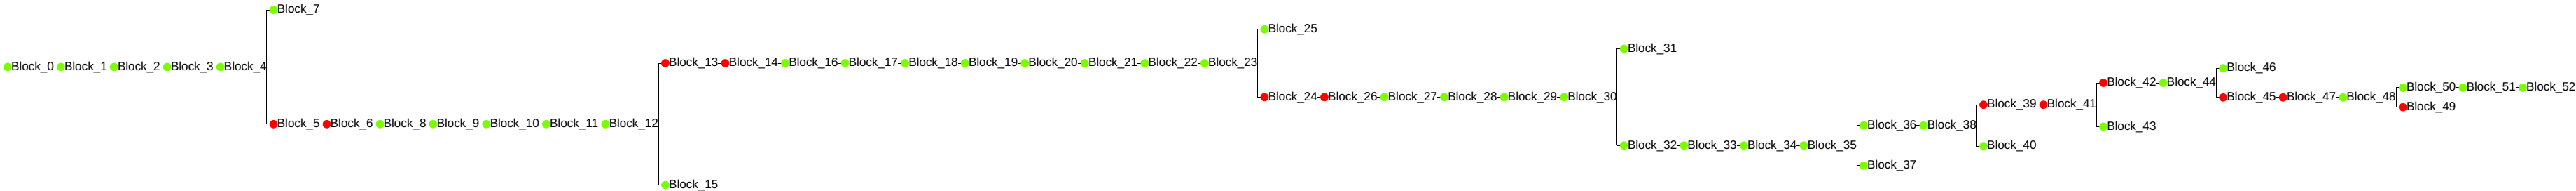 Block_7
Block_25
Block_31
Block_0 Block_1 Block_2 Block_3 Block_4
Block_13 Block_14 Block_16 Block_17 Block_18 Block_19 Block_20 Block_21 Block_22 Block_23
Block_46
Block_42 Block_44
Block_50 Block_51 Block_52
Block_24 Block_26 Block_27 Block_28 Block_29 Block_30
Block_45 Block_47 Block_48
Block_39 Block_41
Block_49
Block_5 Block_6 Block_8 Block_9 Block_10 Block_11 Block_12
Block_36 Block_38
Block_43
Block_32 Block_33 Block_34 Block_35
Block_40
Block_37
Block_15